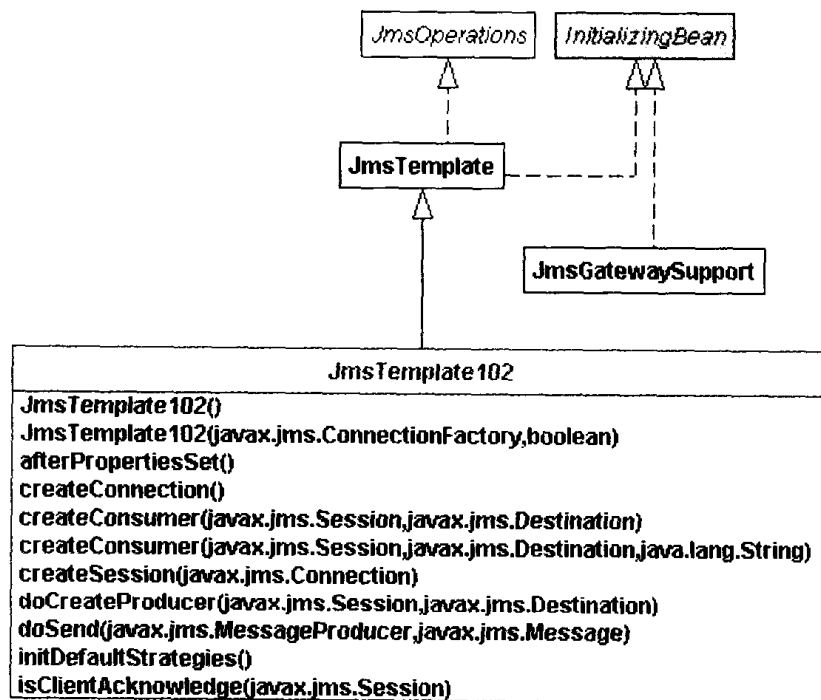 JmsOperations
InitializingBean
JmsTemplate
JmsGatewaySupport
JmsTemplate102
JmsTemplate102()
JmsTemplate102(javax.jms.ConnectionFactory,boolean)
afterPropertiesSet()
createConnection()
createConsumer(javax.jms.Session,javax.jms.Destination)
createConsumer(javax.jms.Session,javax.jms.Destination,java.lang.String)
createSession(javax.jms.Connection)
doCreateProducer(javax.jms.Session,javax.jms.Destination)
doSend(javax.jms.MessageProducer,javax.jms.Message)
initDefaultStrategies()
isClientAcknowledge(javax.jms.Session)